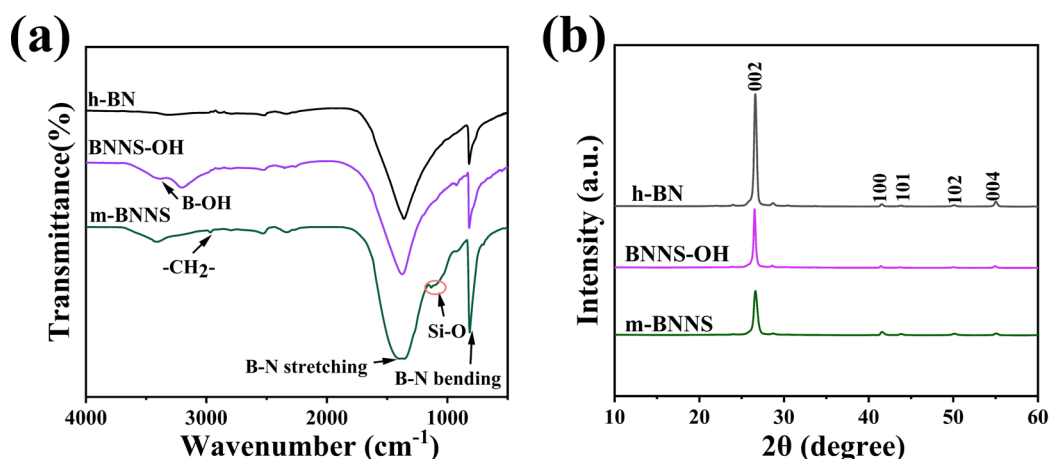 (a)
Transmittance(%)
h-BN
BNNS-OH
B-OH
m-BNNS
-CH2-
Si-O
B-N stretching
B-N bending
4000 3000 2000 1000
Wavenumber (cm-1)
(b)
Intensity (a.u.)
002
100 101 102 004
h-BN
BNNS-OH
m-BNNS
10 20 30 40 50 60
2θ (degree)